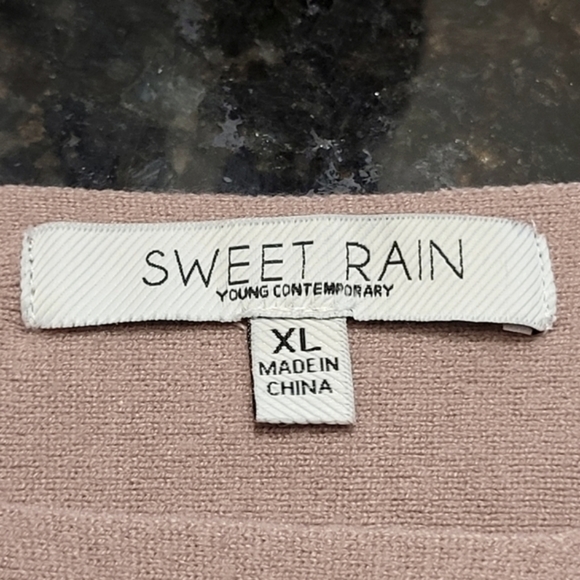 SWEET RAIN
YOUNG CONTEMPORARY
XL
MADE IN
CHINA